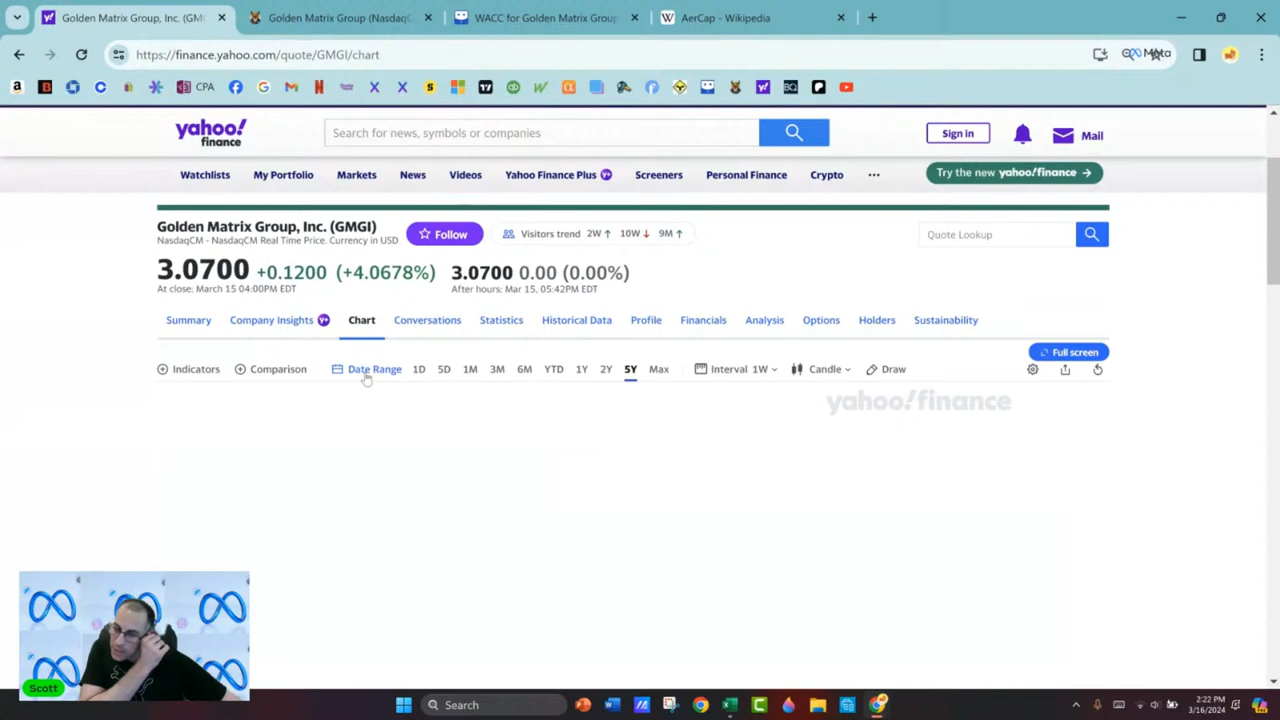 Golden Matrix Group, Inc. (GM
Golden Matrix Group (Nasdaq
WACC for Golden Matrix Group
W AerCap - Wikipedia
https://finance.yahoo.com/quote/GMGI/chart
Meta
CPA
yahoo!
finance
Search for news, symbols or companies
Sign in
Mail
Watchlists My Portfolio Markets News Videos Yahoo Finance Plus Y+ Screeners Personal Finance Crypto ...
Try the new yahoo!finance →
Golden Matrix Group, Inc. (GMGI)
NasdaqCM - NasdaqCM Real Time Price. Currency in USD
Follow
Visitors trend 2W↑ 10W↓ 9M↑
Quote Lookup
3.0700 +0.1200 (+4.0678%)
At close: March 15 04:00PM EDT
3.0700 0.00 (0.00%)
After hours: Mar 15, 05:42PM EDT
Summary Company Insights Y+ Chart Conversations Statistics Historical Data Profile Financials Analysis Options Holders Sustainability
Full screen
Indicators Comparison Date Range 1D 5D 1M 3M 6M YTD 1Y 2Y 5Y Max Interval 1W Candle Draw
yahoo!finance
Scott
Search
2:22 PM
3/16/2024